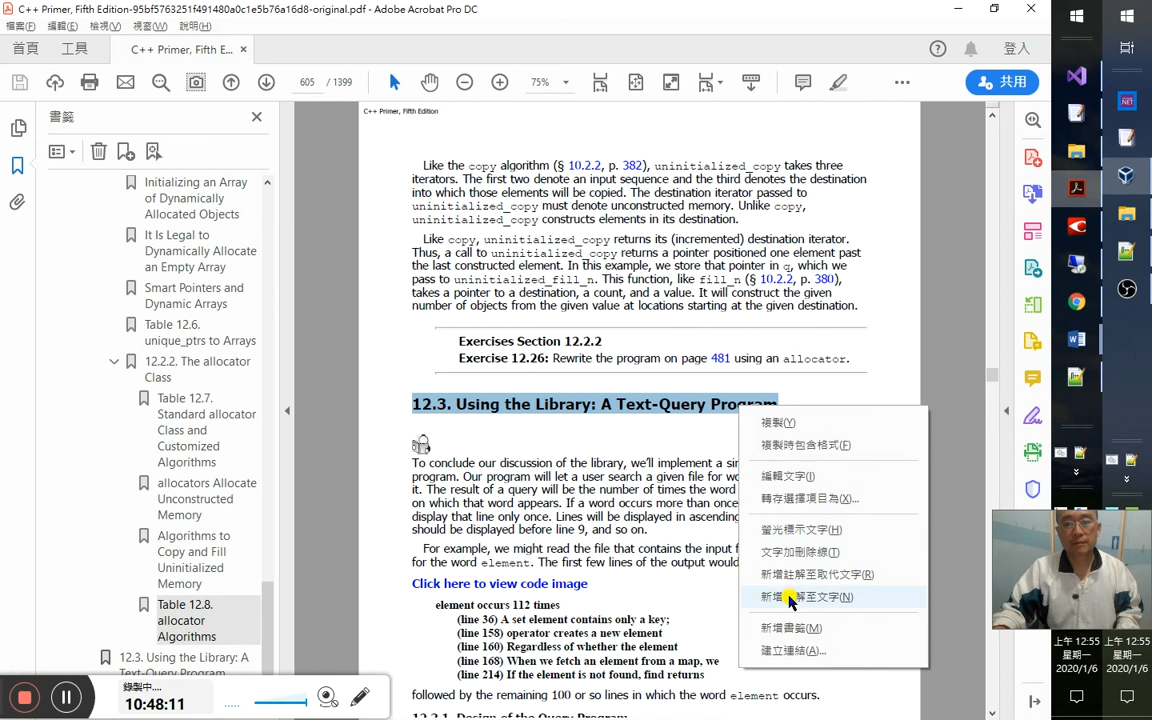 C++ Primer, Fifth Edition-95bf5763251f491480a0c1e5b76a16d8-original.pdf - Adobe Acrobat Pro DC
檔案(F) 編輯(E) 檢視(V) 視窗(W) 說明(H)
首頁 工具 C++ Primer, Fifth E... × 登入
605 / 1399 75% 共用
書籤
Initializing an Array
of Dynamically
Allocated Objects
It Is Legal to
Dynamically Allocate
an Empty Array
Smart Pointers and
Dynamic Arrays
Table 12.6.
unique_ptrs to Arrays
12.2.2. The allocator
Class
Table 12.7.
Standard allocator
Class and
Customized
Algorithms
allocators Allocate
Unconstructed
Memory
Algorithms to
Copy and Fill
Uninitialized
Memory
Table 12.8.
allocator
Algorithms
12.3. Using the Library: A
Text-Query Program
C++ Primer, Fifth Edition
Like the copy algorithm (§ 10.2.2, p. 382), uninitialized_copy takes three
iterators. The first two denote an input sequence and the third denotes the destination
into which those elements will be copied. The destination iterator passed to
uninitialized_copy must denote unconstructed memory. Unlike copy,
uninitialized_copy constructs elements in its destination.
Like copy, uninitialized_copy returns its (incremented) destination iterator.
Thus, a call to uninitialized_copy returns a pointer positioned one element past
the last constructed element. In this example, we store that pointer in q, which we
pass to uninitialized_fill_n. This function, like fill_n (§ 10.2.2, p. 380),
takes a pointer to a destination, a count, and a value. It will construct the given
number of objects from the given value at locations starting at the given destination.
Exercises Section 12.2.2
Exercise 12.26: Rewrite the program on page 481 using an allocator.
12.3. Using the Library: A Text-Query Program
To conclude our discussion of the library, we'll implement a
program. Our program will let a user search a given file for
it. The result of a query will be the number of times the word
on which that word appears. If a word occurs more than once
display that line only once. Lines will be displayed in
should be displayed before line 9, and so on.
For example, we might read the file that contains the input
for the word element. The first few lines of the output would
Click here to view code image
element occurs 112 times
(line 36) A set element contains only a key;
(line 158) operator creates a new element
(line 160) Regardless of whether the element
(line 168) When we fetch an element from a map, we
(line 214) If the element is not found, find returns
followed by the remaining 100 or so lines in which the word element occurs.
12.3.1. Design of the Query Program
複製(Y)
複製時包含格式(F)
編輯文字(I)
轉存選擇項目為(X)...
螢光標示文字(H)
文字加刪除線(T)
新增註解至取代文字(R)
新增 解至文字(N)
新增書籤(M)
建立連結(A)...
錄製中....
10:48:11
上午 12:55
星期一
2020/1/6
上午 12:55
星期一
2020/1/6